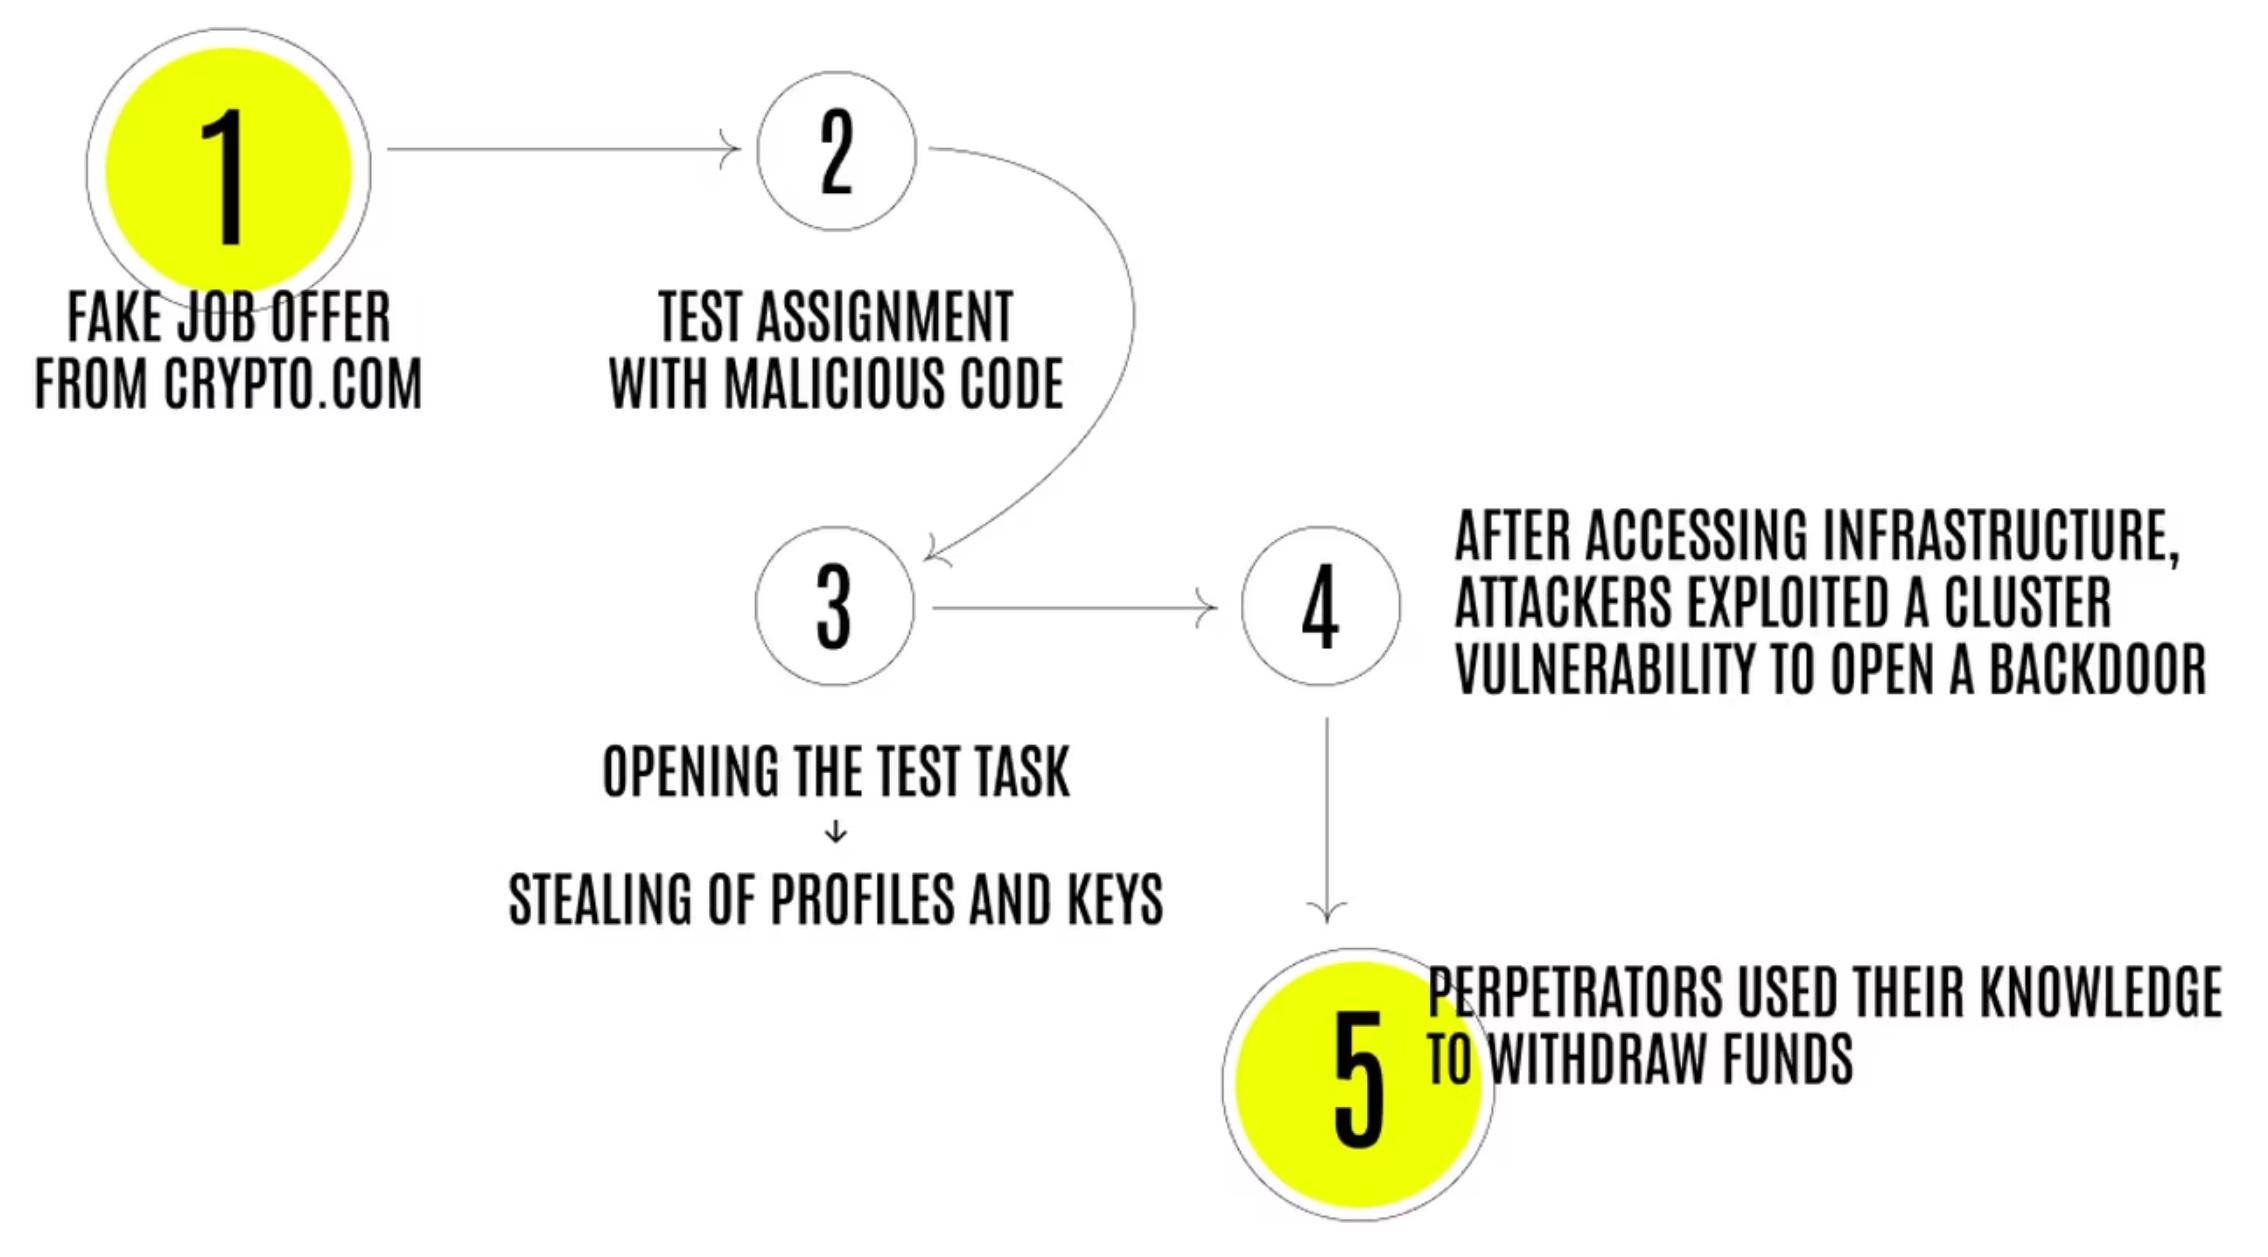 1
FAKE JOB OFFER
FROM CRYPTO.COM
2
TEST ASSIGNMENT
WITH MALICIOUS CODE
3
OPENING THE TEST TASK
↓
STEALING OF PROFILES AND KEYS
4
AFTER ACCESSING INFRASTRUCTURE,
ATTACKERS EXPLOITED A CLUSTER
VULNERABILITY TO OPEN A BACKDOOR
5
PERPETRATORS USED THEIR KNOWLEDGE
TO WITHDRAW FUNDS